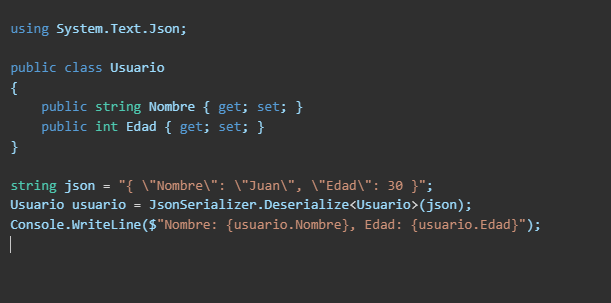 using System.Text.Json;
public class Usuario
{
    public string Nombre { get; set; }
    public int Edad { get; set; }
}
string json = "{ \"Nombre\": \"Juan\", \"Edad\": 30 }";
Usuario usuario = JsonSerializer.Deserialize<Usuario>(json);
Console.WriteLine($"Nombre: {usuario.Nombre}, Edad: {usuario.Edad}");